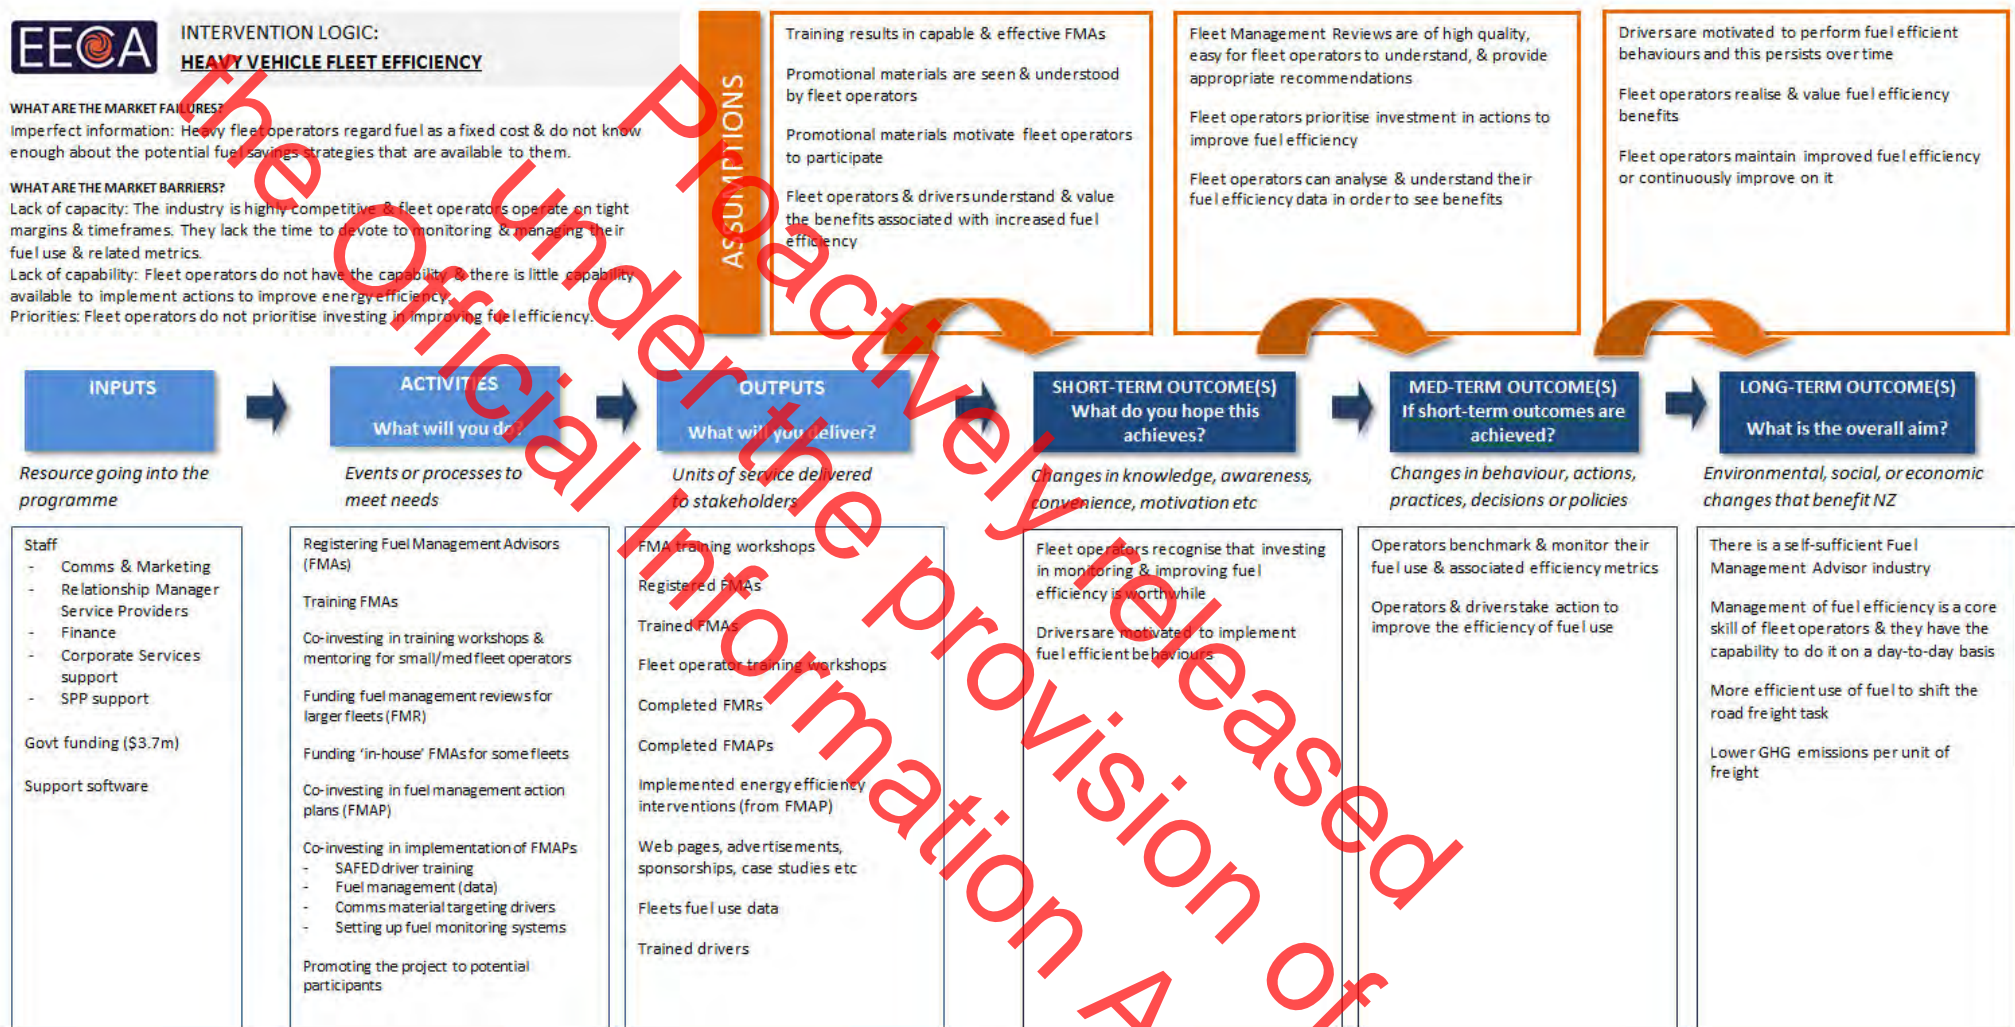 EECA
INTERVENTION LOGIC:
HEAVY VEHICLE FLEET EFFICIENCY
WHAT ARE THE MARKET FAILURES?
Imperfect information: Heavy fleet operators regard fuel as a fixed cost & do not know
enough about the potential fuel savings strategies that are available to them.
WHAT ARE THE MARKET BARRIERS?
Lack of capacity: The industry is highly competitive & fleet operators operate on tight
margins & timeframes. They lack the time to devote to monitoring & managing their
fuel use & related metrics.
Lack of capability: Fleet operators do not have the capability & there is little capability
available to implement actions to improve energy efficiency.
Priorities: Fleet operators do not prioritise investing in improving fuel efficiency.
ASSUMPTIONS
Training results in capable & effective FMAs
Promotional materials are seen & understood
by fleet operators
Promotional materials motivate fleet operators
to participate
Fleet operators & drivers understand & value
the benefits associated with increased fuel
efficiency
Fleet Management Reviews are of high quality,
easy for fleet operators to understand, & provide
appropriate recommendations
Fleet operators prioritise investment in actions to
improve fuel efficiency
Fleet operators can analyse & understand their
fuel efficiency data in order to see benefits
Drivers are motivated to perform fuel efficient
behaviours and this persists over time
Fleet operators realise & value fuel efficiency
benefits
Fleet operators maintain improved fuel efficiency
or continuously improve on it
INPUTS
Resource going into the
programme
Staff
- Comms & Marketing
- Relationship Manager
Service Providers
- Finance
- Corporate Services
support
- SPP support
Govt funding ($3.7m)
Support software
ACTIVITIES
What will you do?
Events or processes to
meet needs
Registering Fuel Management Advisors
(FMAs)
Training FMAs
Co-investing in training workshops &
mentoring for small/med fleet operators
Funding fuel management reviews for
larger fleets (FMR)
Funding 'in-house' FMAs for some fleets
Co-investing in fuel management action
plans (FMAP)
Co-investing in implementation of FMAPs
- SAFED driver training
- Fuel management (data)
- Comms material targeting drivers
- Setting up fuel monitoring systems
Promoting the project to potential
participants
OUTPUTS
What will you deliver?
Units of service delivered
to stakeholders
FMA training workshops
Registered FMAs
Trained FMAs
Fleet operator training workshops
Completed FMRs
Completed FMAPs
Implemented energy efficiency
interventions (from FMAP)
Web pages, advertisements,
sponsorships, case studies etc
Fleets fuel use data
Trained drivers
SHORT-TERM OUTCOME(S)
What do you hope this
achieves?
Changes in knowledge, awareness,
convenience, motivation etc
Fleet operators recognise that investing
in monitoring & improving fuel
efficiency is worthwhile
Drivers are motivated to implement
fuel efficient behaviours
MED-TERM OUTCOME(S)
If short-term outcomes are
achieved?
Changes in behaviour, actions,
practices, decisions or policies
Operators benchmark & monitor their
fuel use & associated efficiency metrics
Operators & drivers take action to
improve the efficiency of fuel use
LONG-TERM OUTCOME(S)
What is the overall aim?
Environmental, social, or economic
changes that benefit NZ
There is a self-sufficient Fuel
Management Advisor industry
Management of fuel efficiency is a core
skill of fleet operators & they have the
capability to do it on a day-to-day basis
More efficient use of fuel to shift the
road freight task
Lower GHG emissions per unit of
freight
Proactively released
under the provision of
the Official Information A